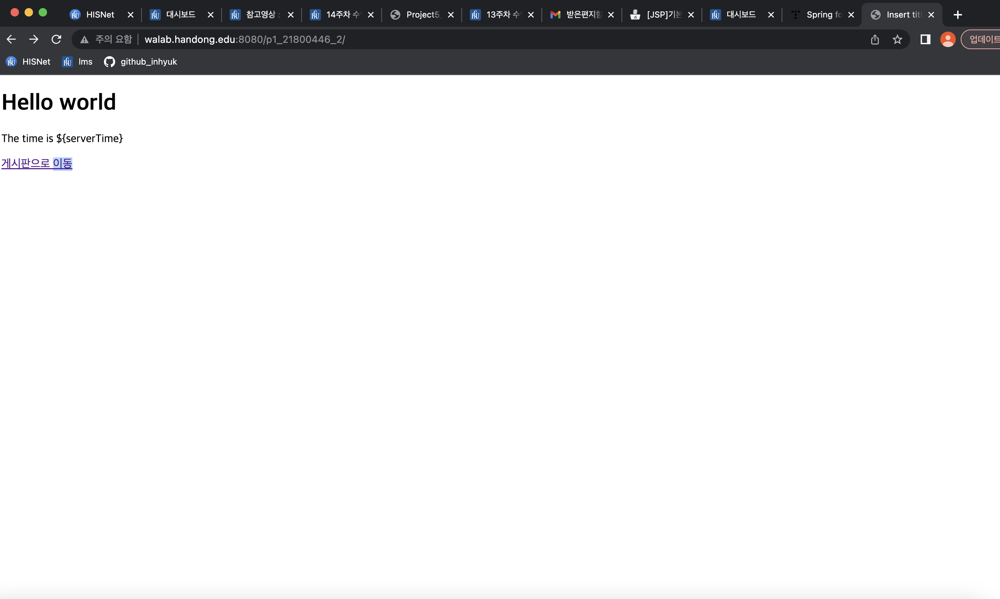 HISNet 대시보드 참고영상 : 14주차 수 Project5_ 13주차 수 받은편지함 [JSP]기본 대시보드 Spring fo Insert titl
주의 요함 walab.handong.edu:8080/p1_21800446_2/ 업데이트
HISNet lms github_inhyuk
Hello world
The time is ${serverTime}
게시판으로 이동